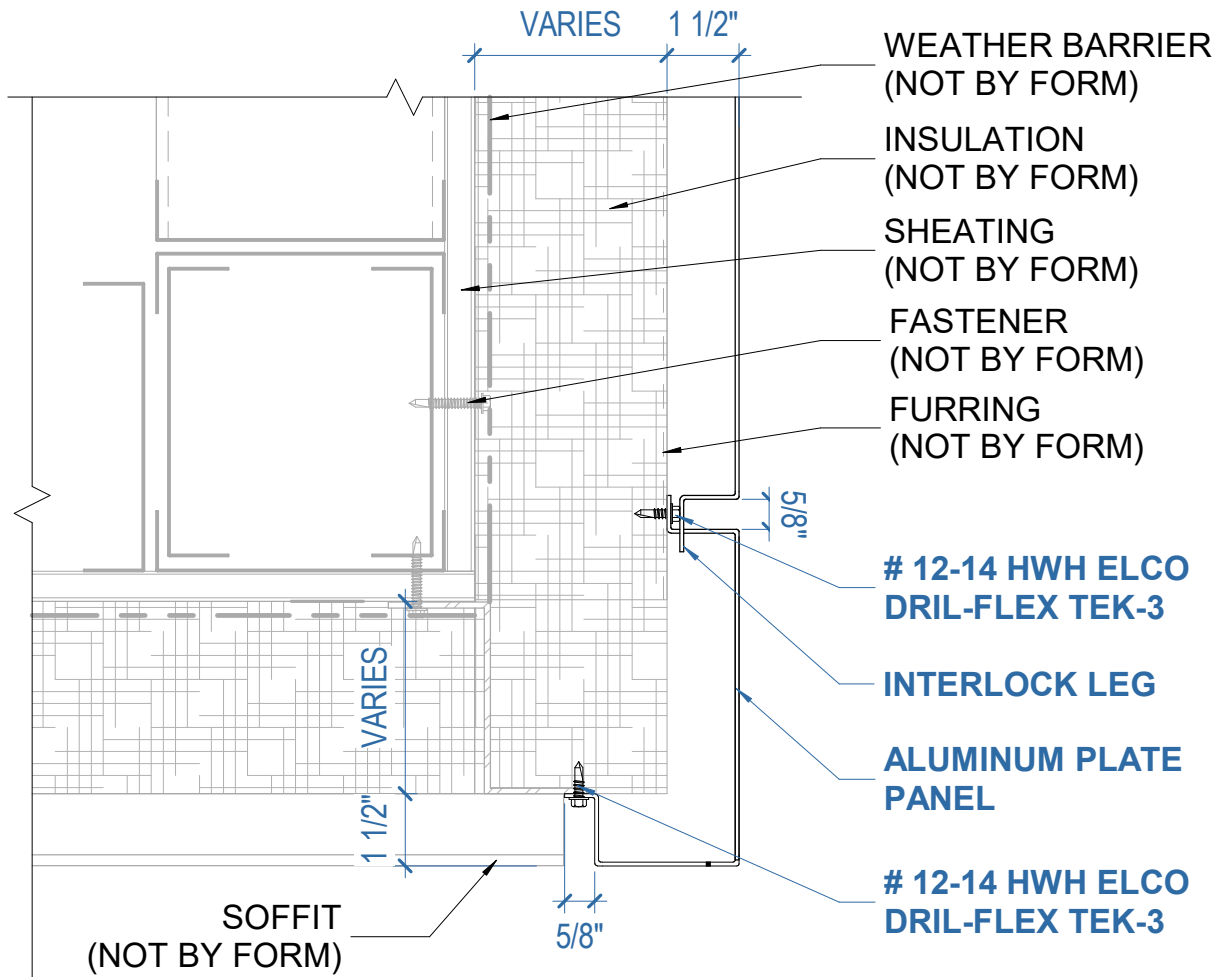 VARIES 1 1/2"
WEATHER BARRIER
(NOT BY FORM)
INSULATION
(NOT BY FORM)
SHEATING
(NOT BY FORM)
FASTENER
(NOT BY FORM)
FURRING
(NOT BY FORM)
5/8"
# 12-14 HWH ELCO
DRIL-FLEX TEK-3
INTERLOCK LEG
ALUMINUM PLATE
PANEL
# 12-14 HWH ELCO
DRIL-FLEX TEK-3
VARIES
1 1/2"
SOFFIT
(NOT BY FORM)
5/8"